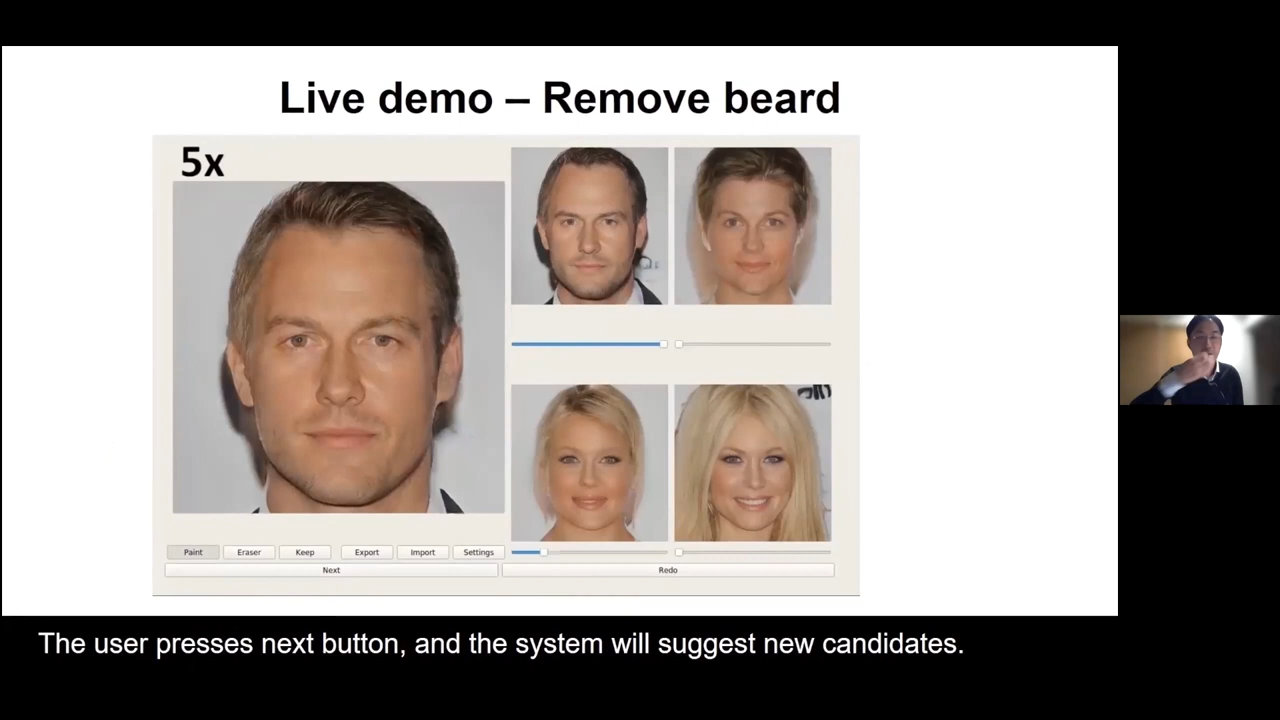 Live demo – Remove beard
5x
Paint Eraser Keep Export Import Settings
Next Redo
The user presses next button, and the system will suggest new candidates.